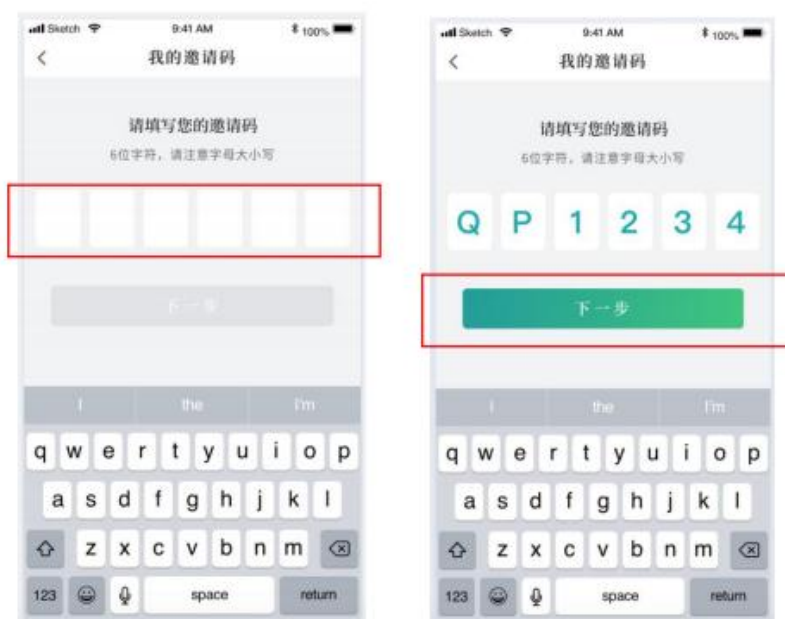 Sketch 9:41 AM 100%
我的邀请码
请填写您的邀请码
6位字符，请注意字母大小写
下一步
I the I'm
q w e r t y u i o p
a s d f g h j k l
z x c v b n m
123 space return
Sketch 9:41 AM 100%
我的邀请码
请填写您的邀请码
6位字符，请注意字母大小写
Q P 1 2 3 4
下一步
I the I'm
q w e r t y u i o p
a s d f g h j k l
z x c v b n m
123 space return